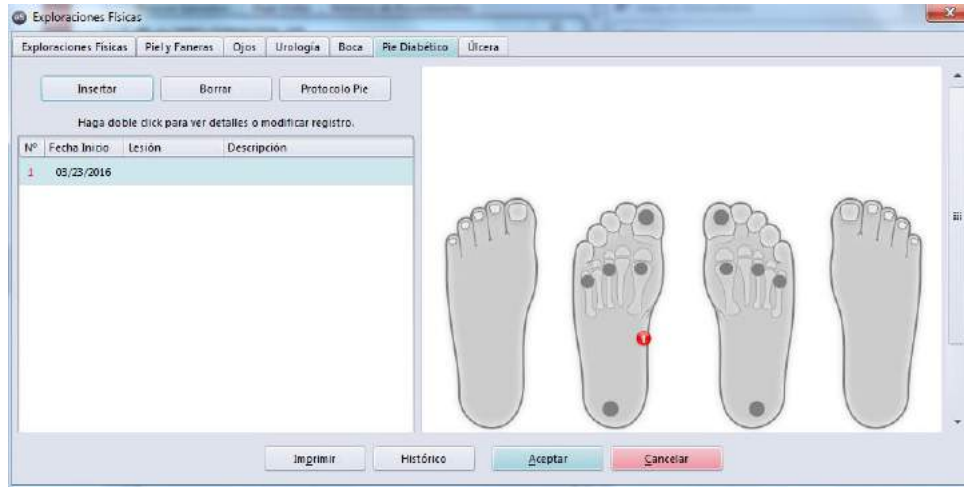 Exploraciones Físicas
Exploraciones Físicas Piel y Faneras Ojos Urología Boca Pie Diabético Úlcera
Insertar Borrar Protocolo Pie
Haga doble click para ver detalles o modificar registro.
Nº Fecha Inicio Lesión Descripción
1 03/23/2016
1
Imprimir Histórico Aceptar Cancelar